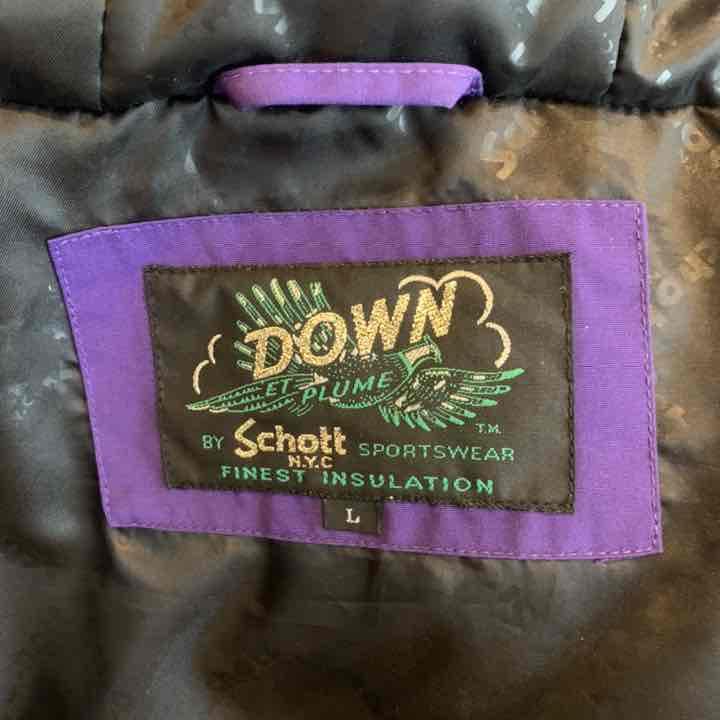 DOWN
ET PLUME
T.M.
BY Schott SPORTSWEAR
N.Y.C
FINEST INSULATION
L